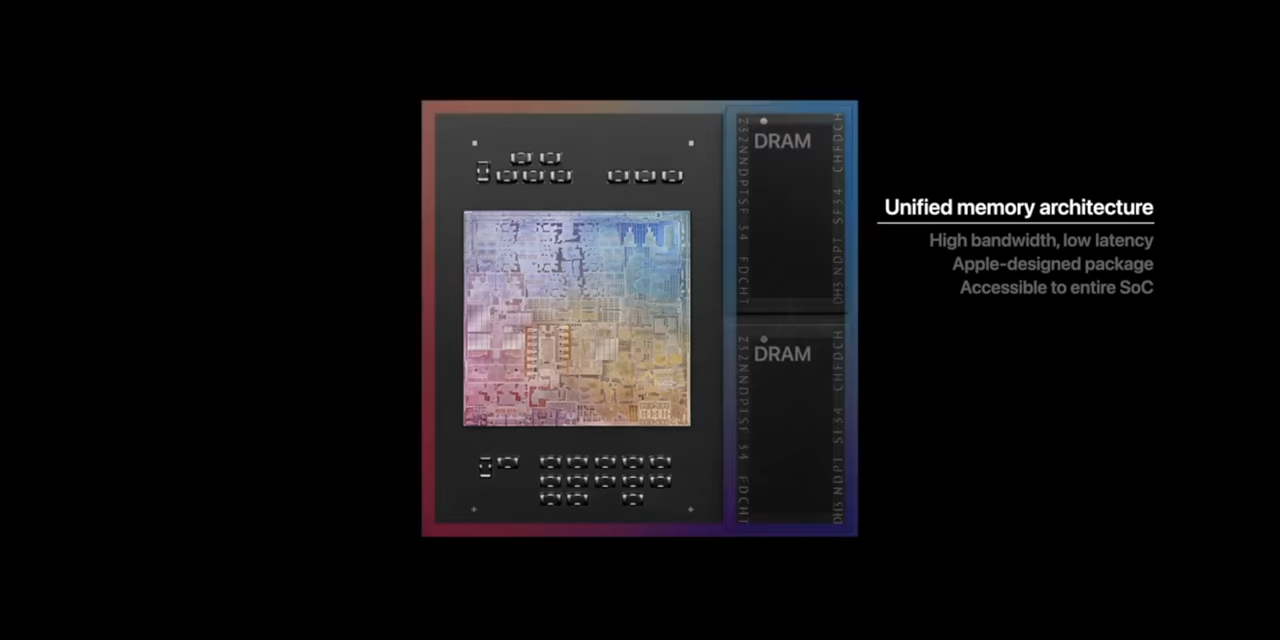 DRAM
DRAM
Unified memory architecture
High bandwidth, low latency
Apple-designed package
Accessible to entire SoC